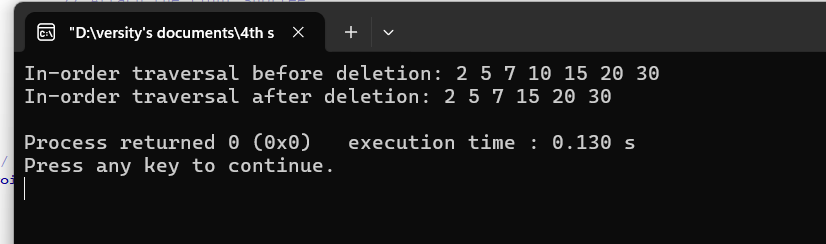 "D:\versity's documents\4th s
In-order traversal before deletion: 2 5 7 10 15 20 30
In-order traversal after deletion: 2 5 7 15 20 30
Process returned 0 (0x0)   execution time : 0.130 s
Press any key to continue.